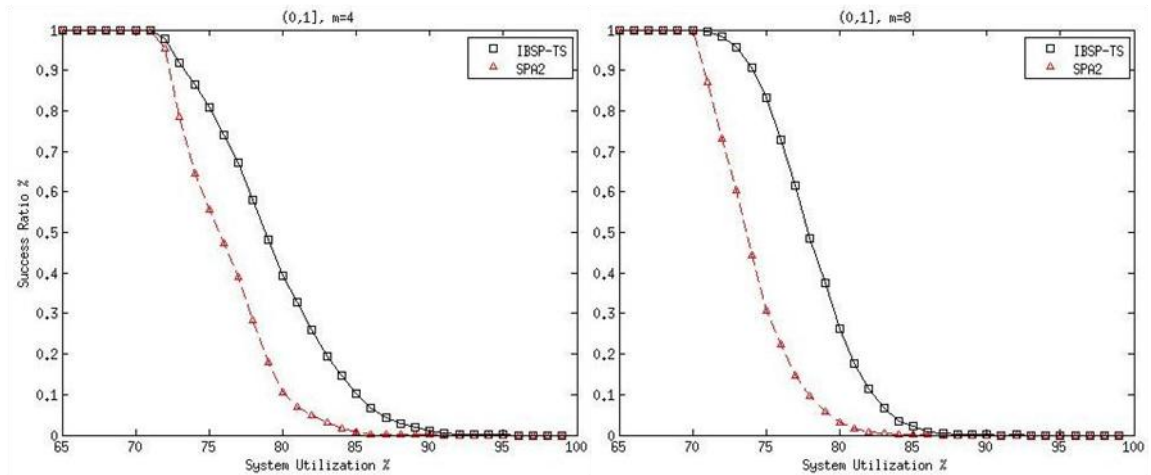 (0,1], m=4
1
0.9
0.8
0.7
0.6
0.5
0.4
0.3
0.2
0.1
0
Success Ratio %
IBSP-TS
SPA2
65 70 75 80 85 90 95 100
System Utilization %
(0,1], m=8
1
0.9
0.8
0.7
0.6
0.5
0.4
0.3
0.2
0.1
0
IBSP-TS
SPA2
65 70 75 80 85 90 95 100
System Utilization %